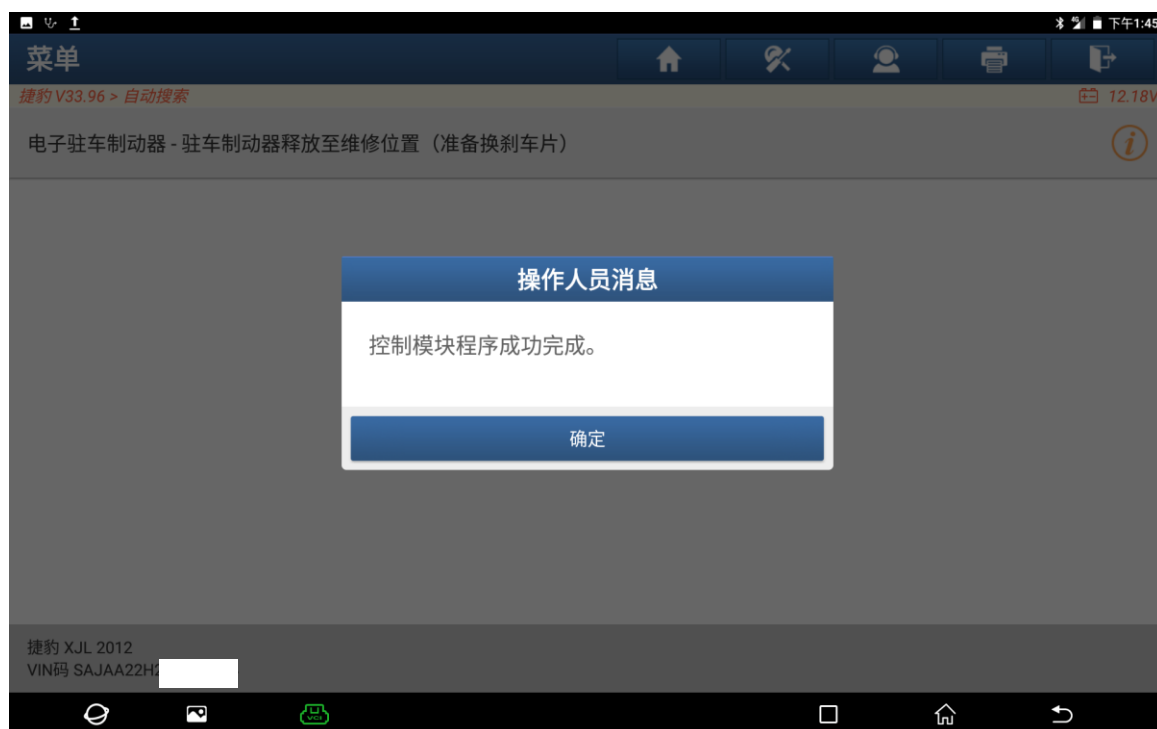 4G
下午1:45
菜单
捷豹 V33.96 > 自动搜索
12.18V
电子驻车制动器 - 驻车制动器释放至维修位置（准备换刹车片）
i
操作人员消息
控制模块程序成功完成。
确定
捷豹 XJL 2012
VIN码 SAJAA22H
VCI